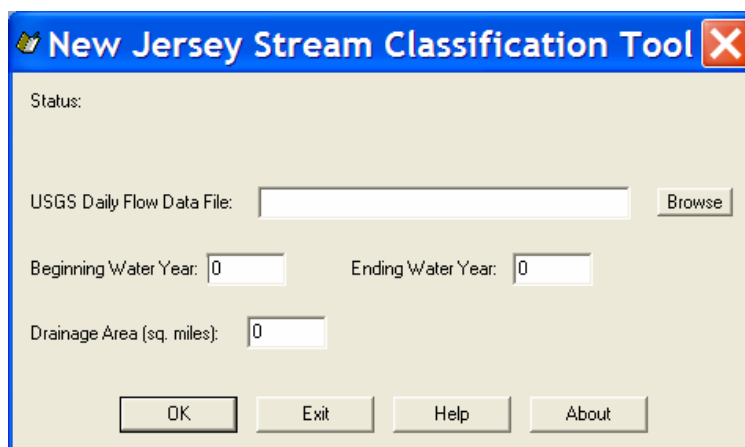 New Jersey Stream Classification Tool
Status:
USGS Daily Flow Data File: Browse
Beginning Water Year: 0 Ending Water Year: 0
Drainage Area (sq. miles): 0
OK Exit Help About